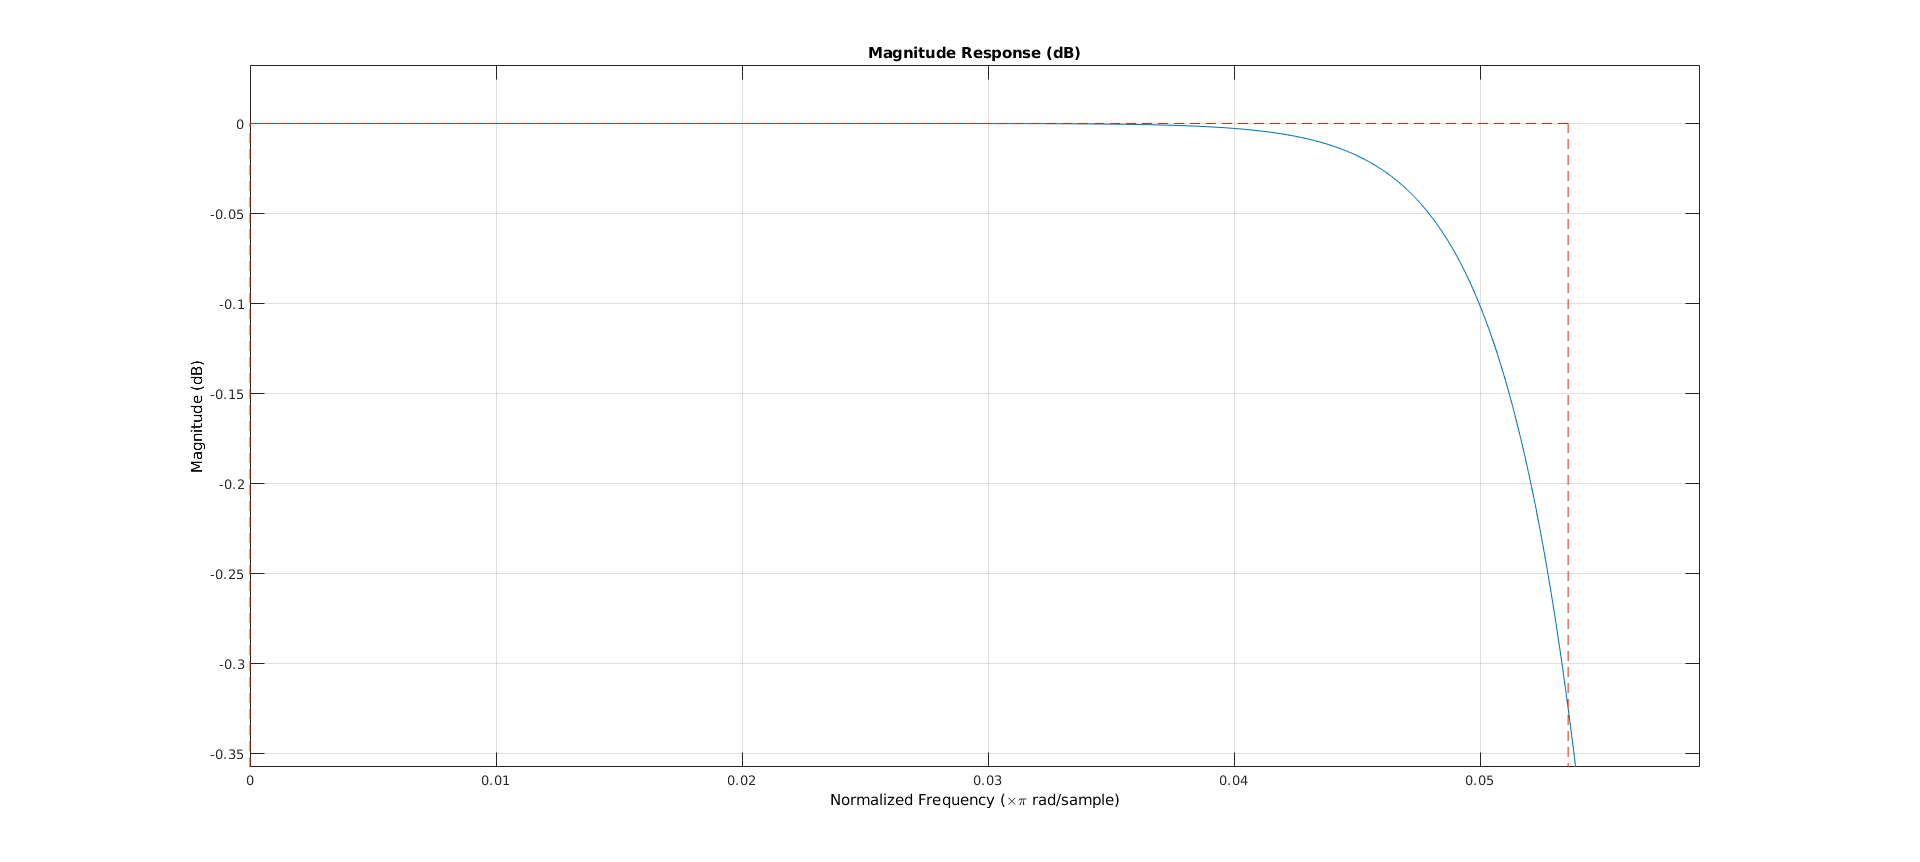 Magnitude Response (dB)
0
-0.05
-0.1
-0.15
-0.2
-0.25
-0.3
-0.35
Magnitude (dB)
0 0.01 0.02 0.03 0.04 0.05
Normalized Frequency (×π rad/sample)